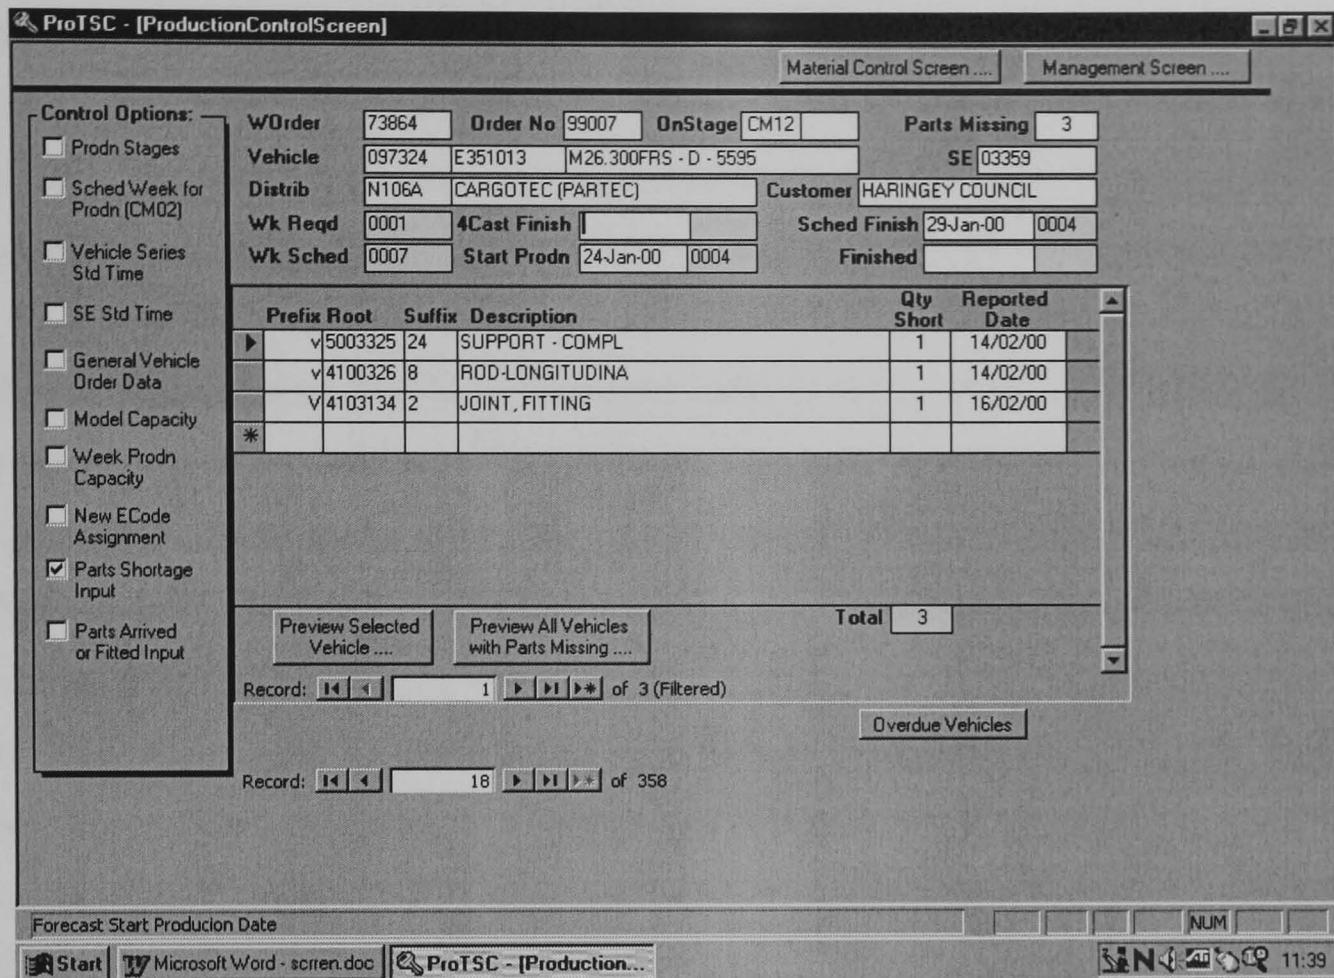 ProTSC - [ProductionControlScreen]
Material Control Screen .... Management Screen ....
Control Options:
Prodn Stages
Sched Week for
Prodn (CM02)
Vehicle Series
Std Time
SE Std Time
General Vehicle
Order Data
Model Capacity
Week Prodn
Capacity
New ECode
Assignment
Parts Shortage
Input
Parts Arrived
or Fitted Input
WOrder 73864 Order No 99007 OnStage CM12 Parts Missing 3
Vehicle 097324 E351013 M26.300FRS - D - 5595 SE 03359
Distrib N106A CARGOTEC (PARTEC) Customer HARINGEY COUNCIL
Wk Reqd 0001 4Cast Finish Sched Finish 29-Jan-00 0004
Wk Sched 0007 Start Prodn 24-Jan-00 0004 Finished
Prefix Root Suffix Description Qty Short Reported Date
v 5003325 24 SUPPORT - COMPL 1 14/02/00
v 4100326 8 ROD-LONGITUDINA 1 14/02/00
V 4103134 2 JOINT, FITTING 1 16/02/00
Total 3
Preview Selected
Vehicle ....
Preview All Vehicles
with Parts Missing ....
Record: 1 of 3 (Filtered)
Overdue Vehicles
Record: 18 of 358
Forecast Start Producion Date NUM
Start Microsoft Word - scrren.doc ProTSC - [Production... 11:39